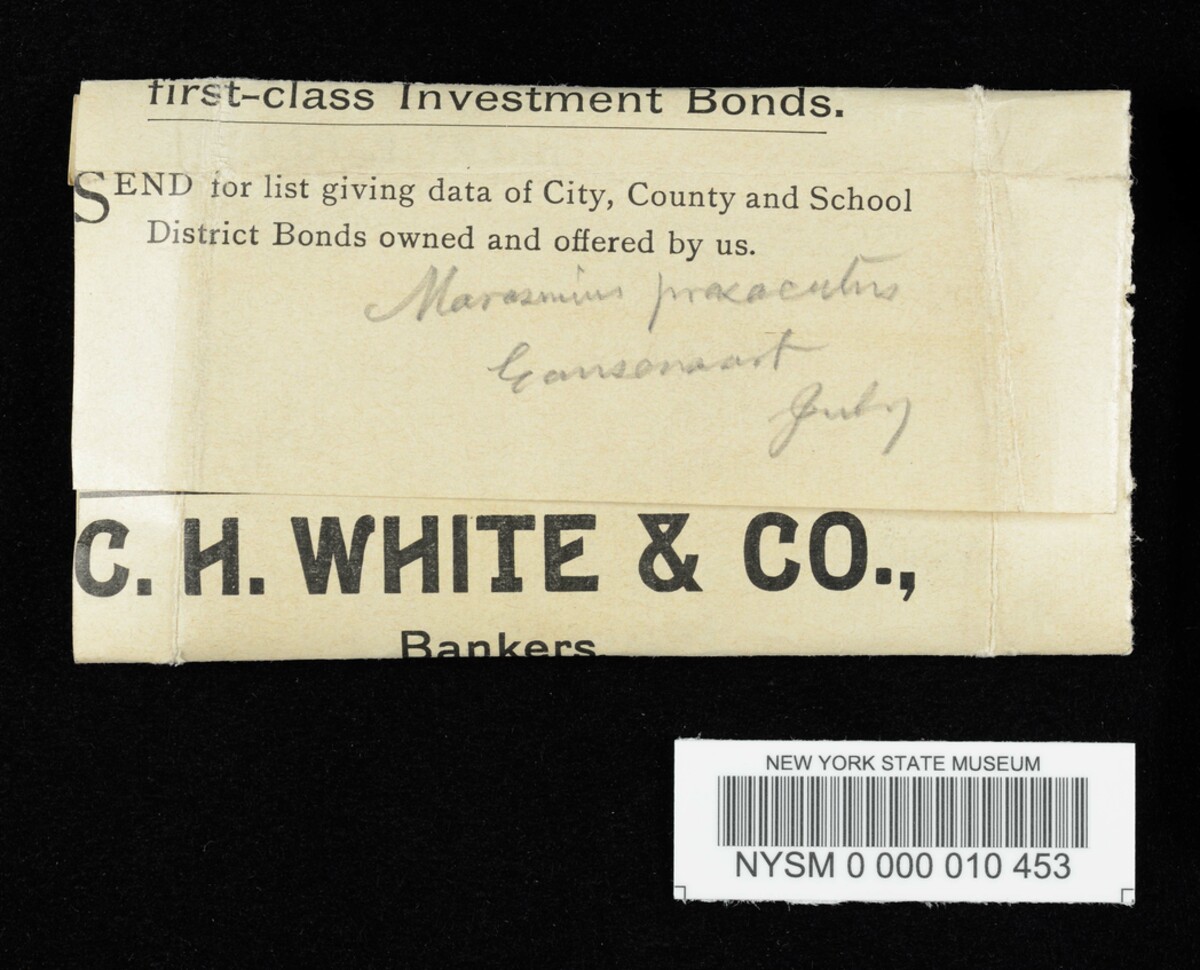 first-class Investment Bonds.
SEND for list giving data of City, County and School
District Bonds owned and offered by us.
Marasmius praeacutus
Gansevoort
July
C. H. WHITE & CO.,
Bankers.
NEW YORK STATE MUSEUM
NYSM 0 000 010 453